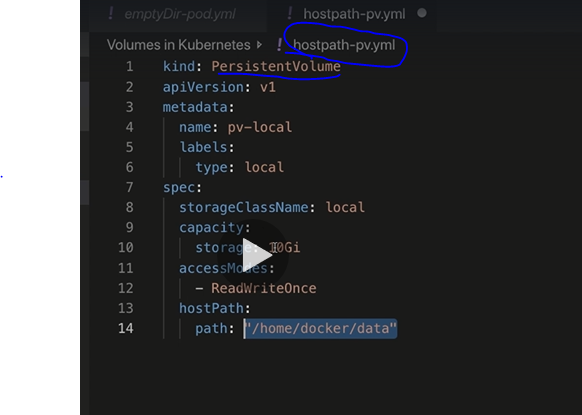 emptyDir-pod.yml
hostpath-pv.yml
Volumes in Kubernetes
hostpath-pv.yml
1 kind: PersistentVolume
2 apiVersion: v1
3 metadata:
4 name: pv-local
5 labels:
6 type: local
7 spec:
8 storageClassName: local
9 capacity:
10 storage: 10Gi
11 accessModes:
12 - ReadWriteOnce
13 hostPath:
14 path: "/home/docker/data"